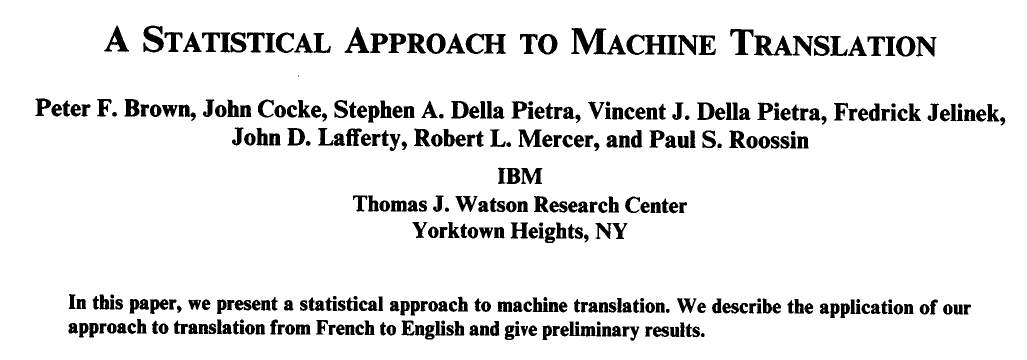 A STATISTICAL APPROACH TO MACHINE TRANSLATION
Peter F. Brown, John Cocke, Stephen A. Della Pietra, Vincent J. Della Pietra, Fredrick Jelinek,
John D. Lafferty, Robert L. Mercer, and Paul S. Roossin
IBM
Thomas J. Watson Research Center
Yorktown Heights, NY
In this paper, we present a statistical approach to machine translation. We describe the application of our
approach to translation from French to English and give preliminary results.